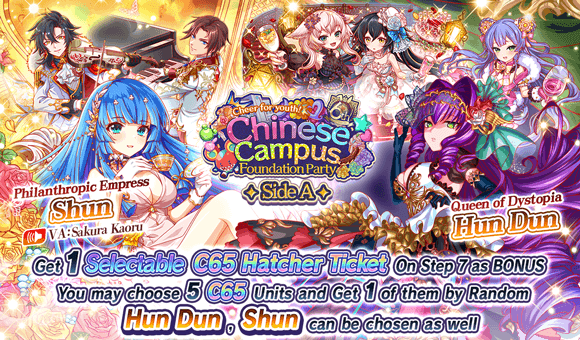 Cheer for youth!
Chinese
Campus
Foundation Party
Side A
Philanthropic Empress
Shun
VA:Sakura Kaoru
Queen of Dystopia
Hun Dun
Get 1 Selectable C65 Hatcher Ticket On Step 7 as BONUS
You may choose 5 C65 Units and Get 1 of them by Random
Hun Dun , Shun can be chosen as well